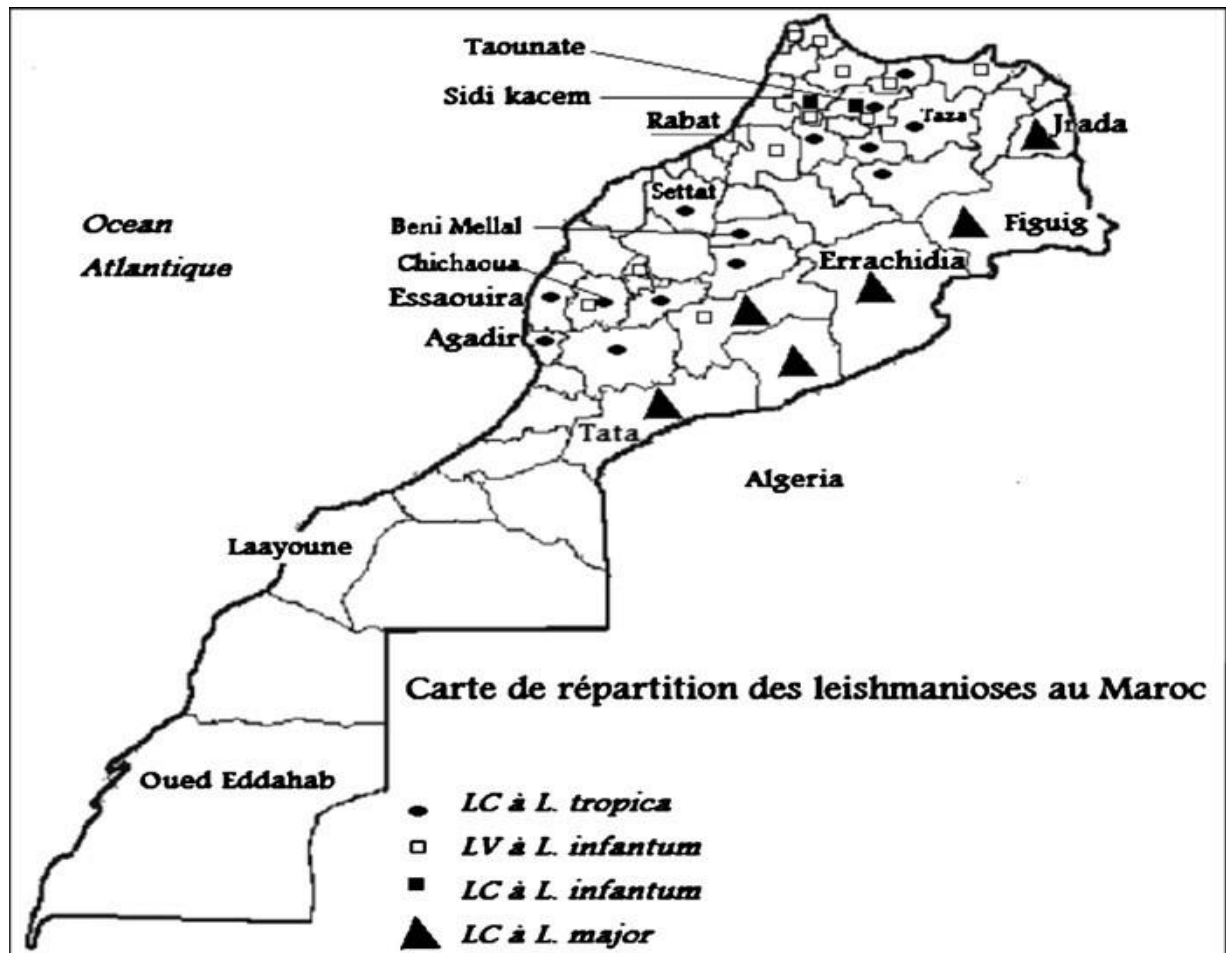 Taounate
Sidi kacem
Rabat
Taza
Jrada
Settat
Ocean
Atlantique
Beni Mellal
Figuig
Chichaoua
Errachidia
Essaouira
Agadir
Tata
Algeria
Laayoune
Carte de répartition des leishmanioses au Maroc
Oued Eddahab
LC à L. tropica
LV à L. infantum
LC à L. infantum
LC à L. major